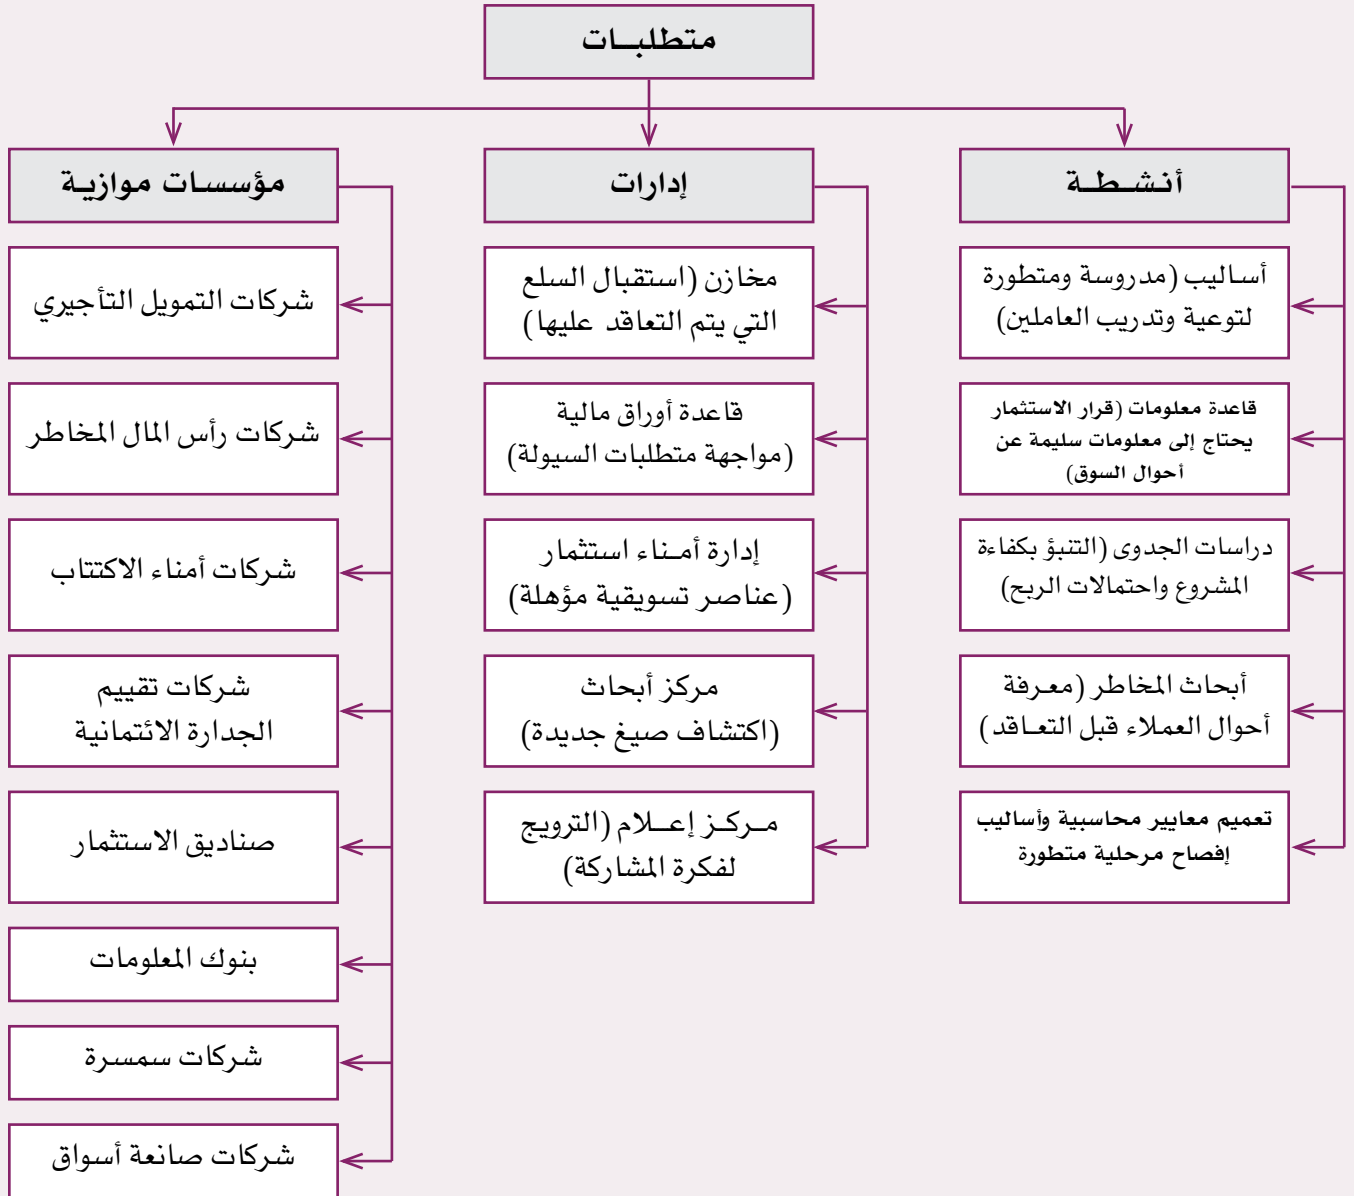 متطلبــات
أنـشــطــة
أسـاليب (مدروسة ومتطورة
لتوعية وتدريب العاملين)
قاعدة معلومات (قرار الاستثمار
يحتاج إلى معلومات سليمة عن
أحوال السوق)
دراسات الجدوى (التنبؤ بكفاءة
المشروع واحتمالات الربح)
أبحاث المخاطر (معـرفة
أحوال العملاء قبل التعـاقد)
تعميم معايير محاسبية وأساليب
إفصاح مرحلية متطورة
إدارات
مخازن (استقبال السلع
التي يتم التعاقد عليها)
قاعدة أوراق مالية
(مواجهة متطلبات السيولة)
إدارة أمـناء استثمار
(عناصر تسويقية مؤهلة)
مركز أبحاث
(اكتشاف صيغ جديدة)
مــركــز إعــلام (الترويج
لفكرة المشاركة)
مؤسسـات موازيـة
شركات التمويل التأجيري
شركات رأس المال المخاطر
شركات أمناء الاكتتاب
شركات تقييم
الجدارة الائتمانية
صناديق الاستثمار
بنوك المعلومات
شركات سمسرة
شركات صانعة أسواق